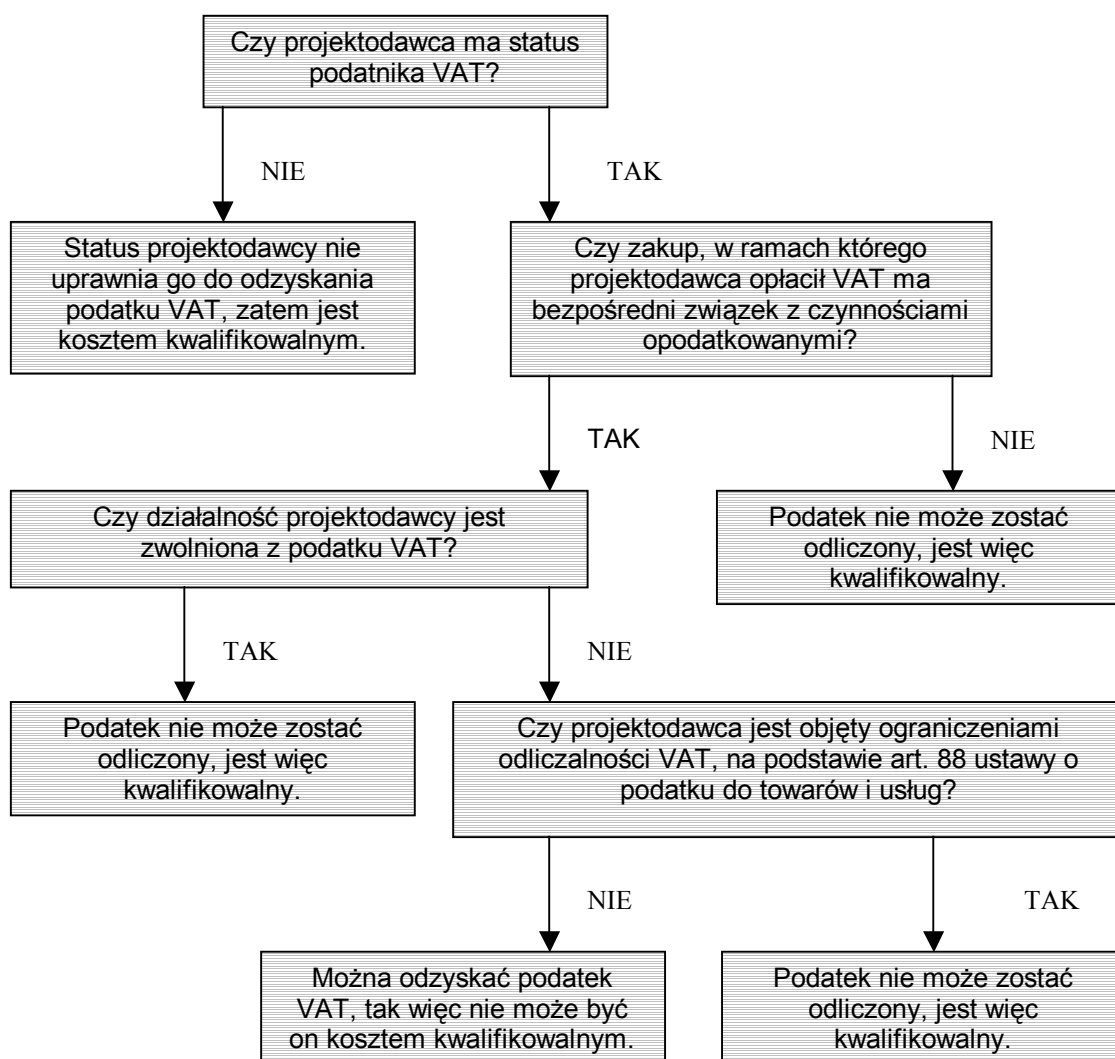 Czy projektodawca ma status
podatnika VAT?
NIE
TAK
Status projektodawcy nie
uprawnia go do odzyskania
podatku VAT, zatem jest
kosztem kwalifikowalnym.
Czy zakup, w ramach którego
projektodawca opłacił VAT ma
bezpośredni związek z czynnościami
opodatkowanymi?
TAK
NIE
Czy działalność projektodawcy jest
zwolniona z podatku VAT?
Podatek nie może zostać
odliczony, jest więc
kwalifikowalny.
TAK
NIE
Podatek nie może zostać
odliczony, jest więc
kwalifikowalny.
Czy projektodawca jest objęty ograniczeniami
odliczalności VAT, na podstawie art. 88 ustawy o
podatku do towarów i usług?
NIE
TAK
Można odzyskać podatek
VAT, tak więc nie może być
on kosztem kwalifikowalnym.
Podatek nie może zostać
odliczony, jest więc
kwalifikowalny.